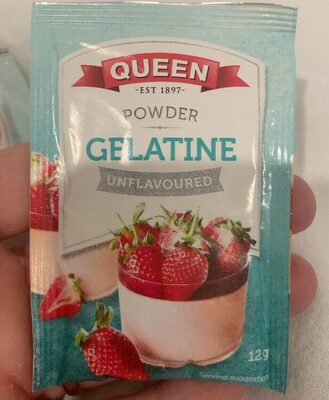 QUEEN
-EST 1897-
POWDER
GELATINE
UNFLAVOURED
12g
serving suggestion